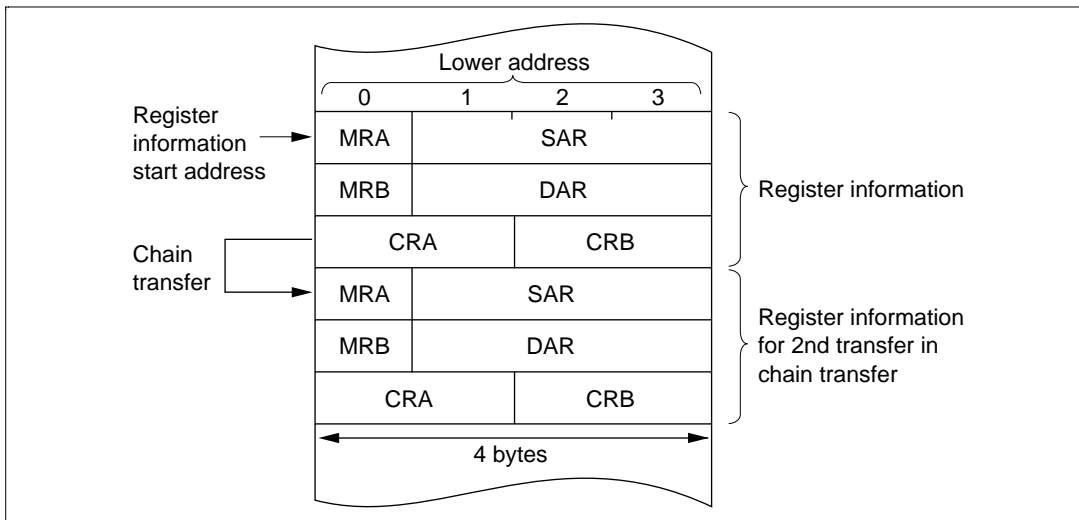 Lower address
0 1 2 3
Register
information
start address
MRA SAR
MRB DAR
CRA CRB
Register information
Chain
transfer
MRA SAR
MRB DAR
CRA CRB
Register information
for 2nd transfer in
chain transfer
4 bytes